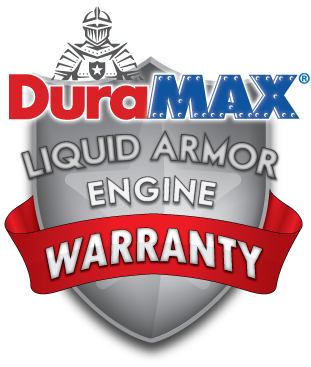 DuraMAX®
LIQUID ARMOR
ENGINE
WARRANTY